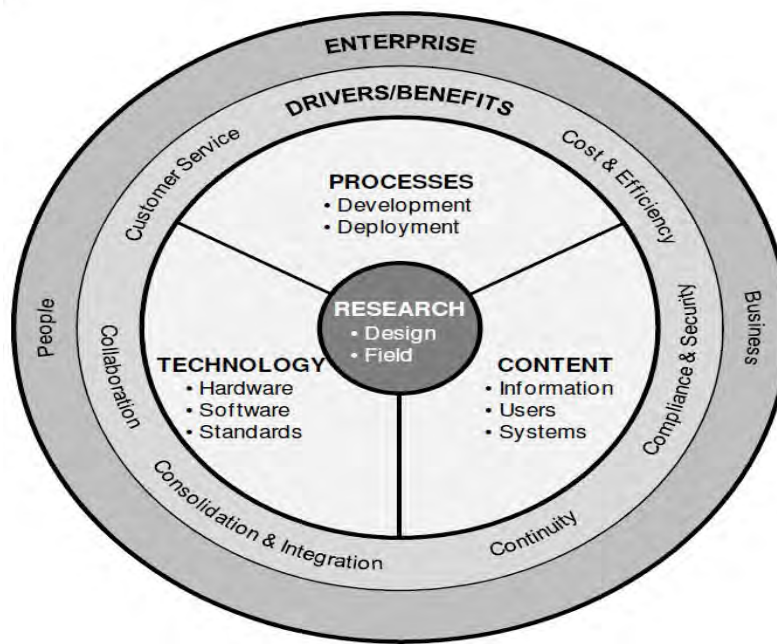 ENTERPRISE
DRIVERS/BENEFITS
Customer Service
Cost & Efficiency
PROCESSES
• Development
• Deployment
People
Business
RESEARCH
• Design
• Field
Collaboration
Compliance & Security
TECHNOLOGY
• Hardware
• Software
• Standards
CONTENT
• Information
• Users
• Systems
Consolidation & Integration
Continuity